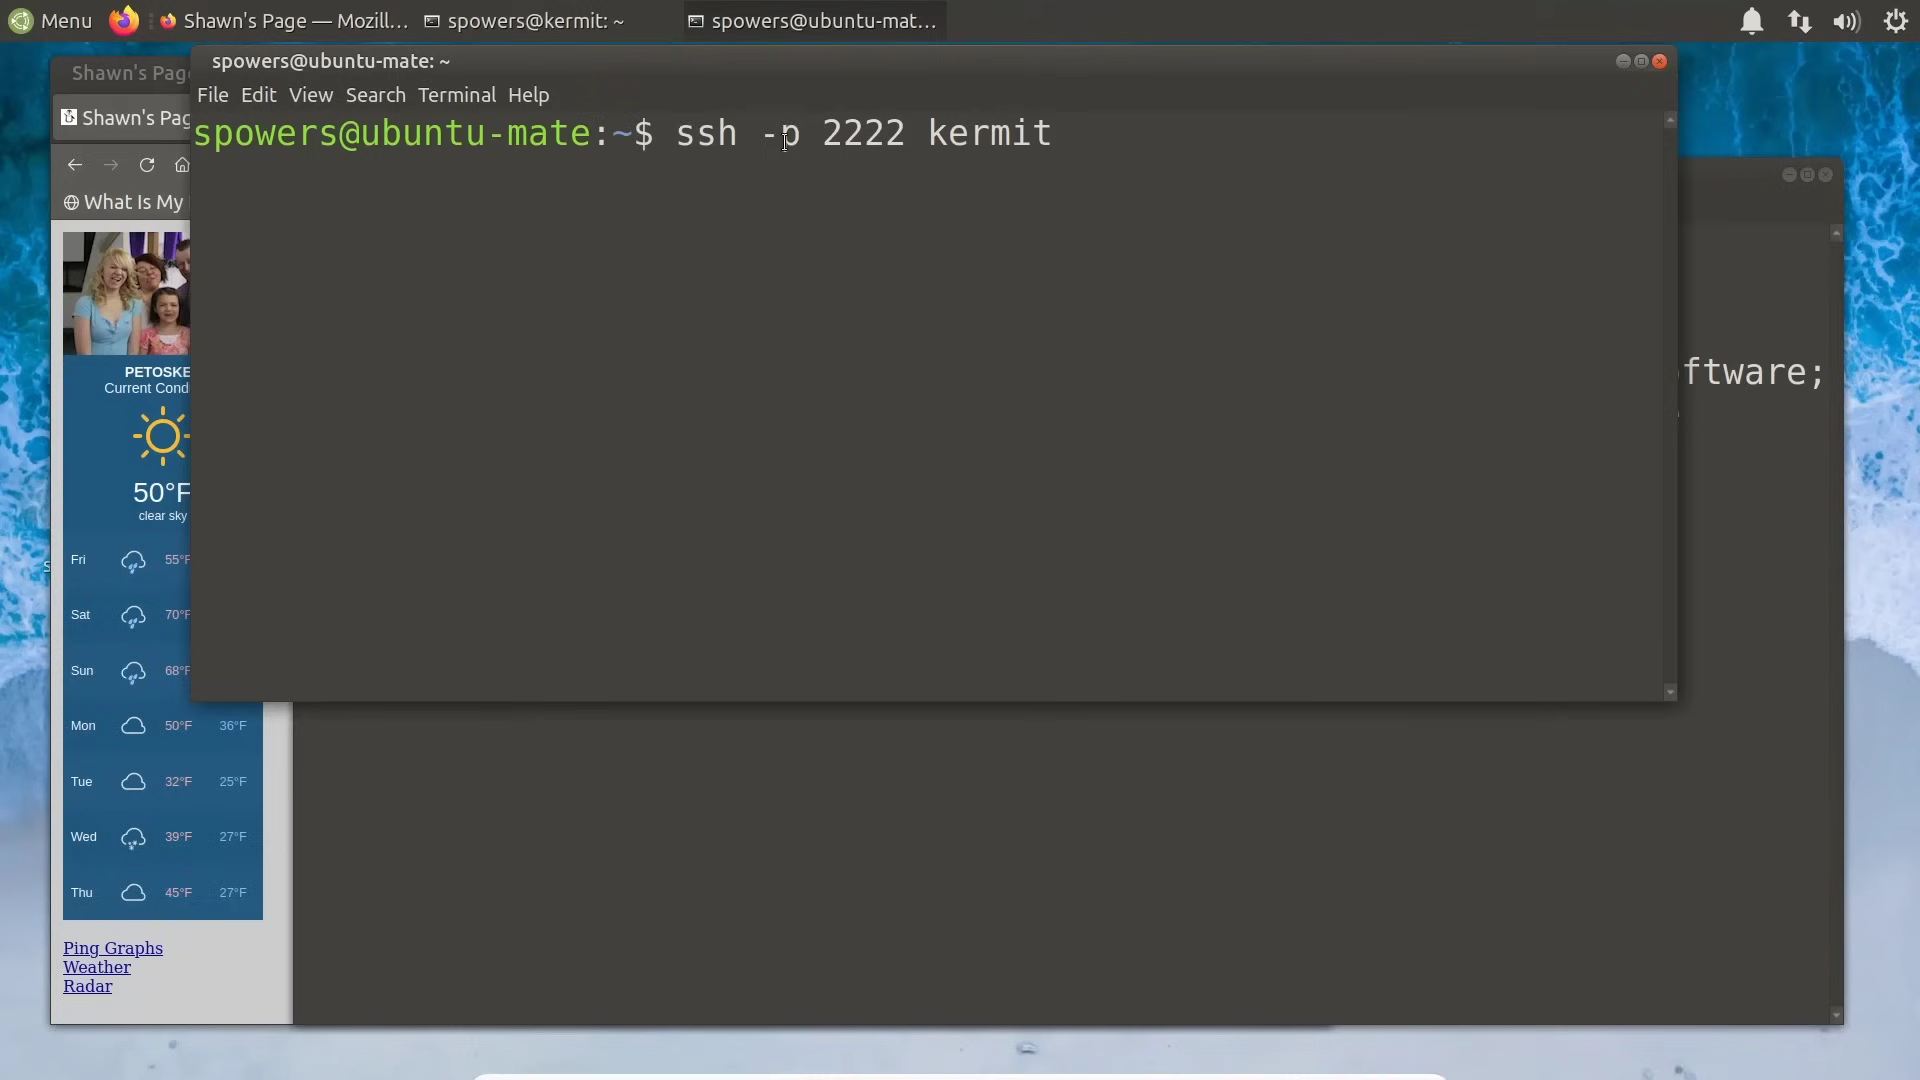 Menu
Shawn's Page — Mozill...
spowers@kermit: ~
spowers@ubuntu-mat...
Shawn's Pag
spowers@ubuntu-mate: ~
File Edit View Search Terminal Help
Shawn's Pag
spowers@ubuntu-mate:~$ ssh -p 2222 kermit
What Is My
ftware;
PETOSKE
Current Cond
50°F
clear sky
Fri 55°F
Sat 70°F
Sun 68°F
Mon 50°F 36°F
Tue 32°F 25°F
Wed 39°F 27°F
Thu 45°F 27°F
Ping Graphs
Weather
Radar